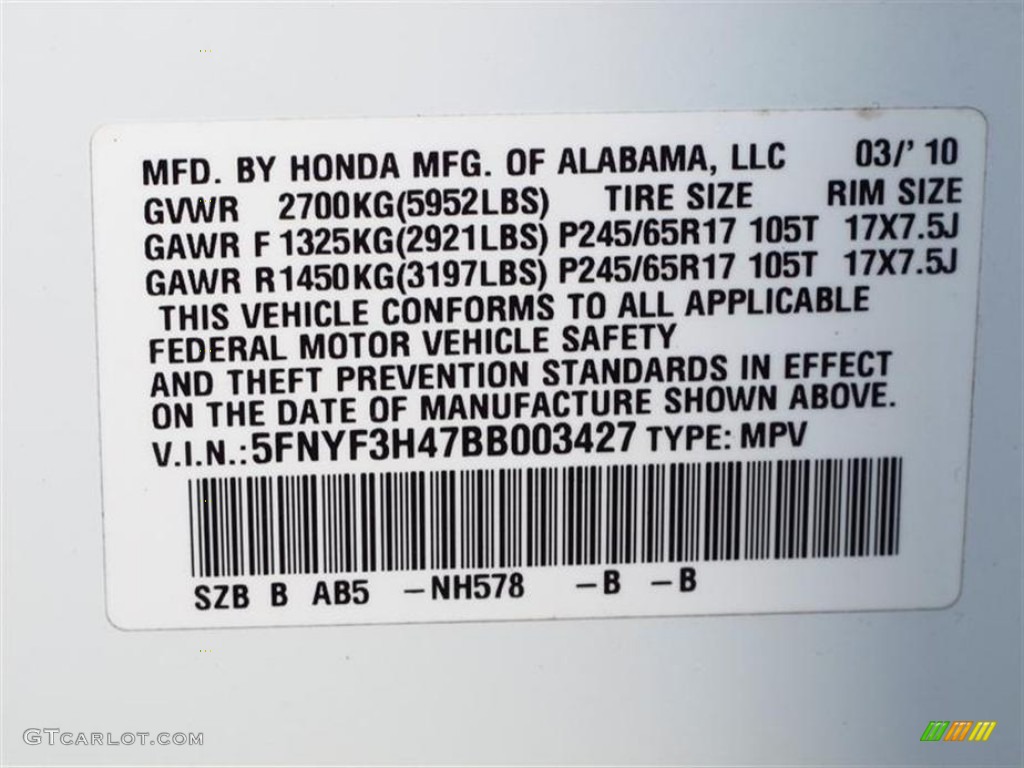 MFD. BY HONDA MFG. OF ALABAMA, LLC 03/' 10
GVWR 2700KG(5952LBS) TIRE SIZE RIM SIZE
GAWR F 1325KG(2921LBS) P245/65R17 105T 17X7.5J
GAWR R1450KG(3197LBS) P245/65R17 105T 17X7.5J
THIS VEHICLE CONFORMS TO ALL APPLICABLE
FEDERAL MOTOR VEHICLE SAFETY
AND THEFT PREVENTION STANDARDS IN EFFECT
ON THE DATE OF MANUFACTURE SHOWN ABOVE.
V.I.N.:5FNYF3H47BB003427 TYPE: MPV
SZB B AB5 -NH578 -B -B
GTCARLOT.COM